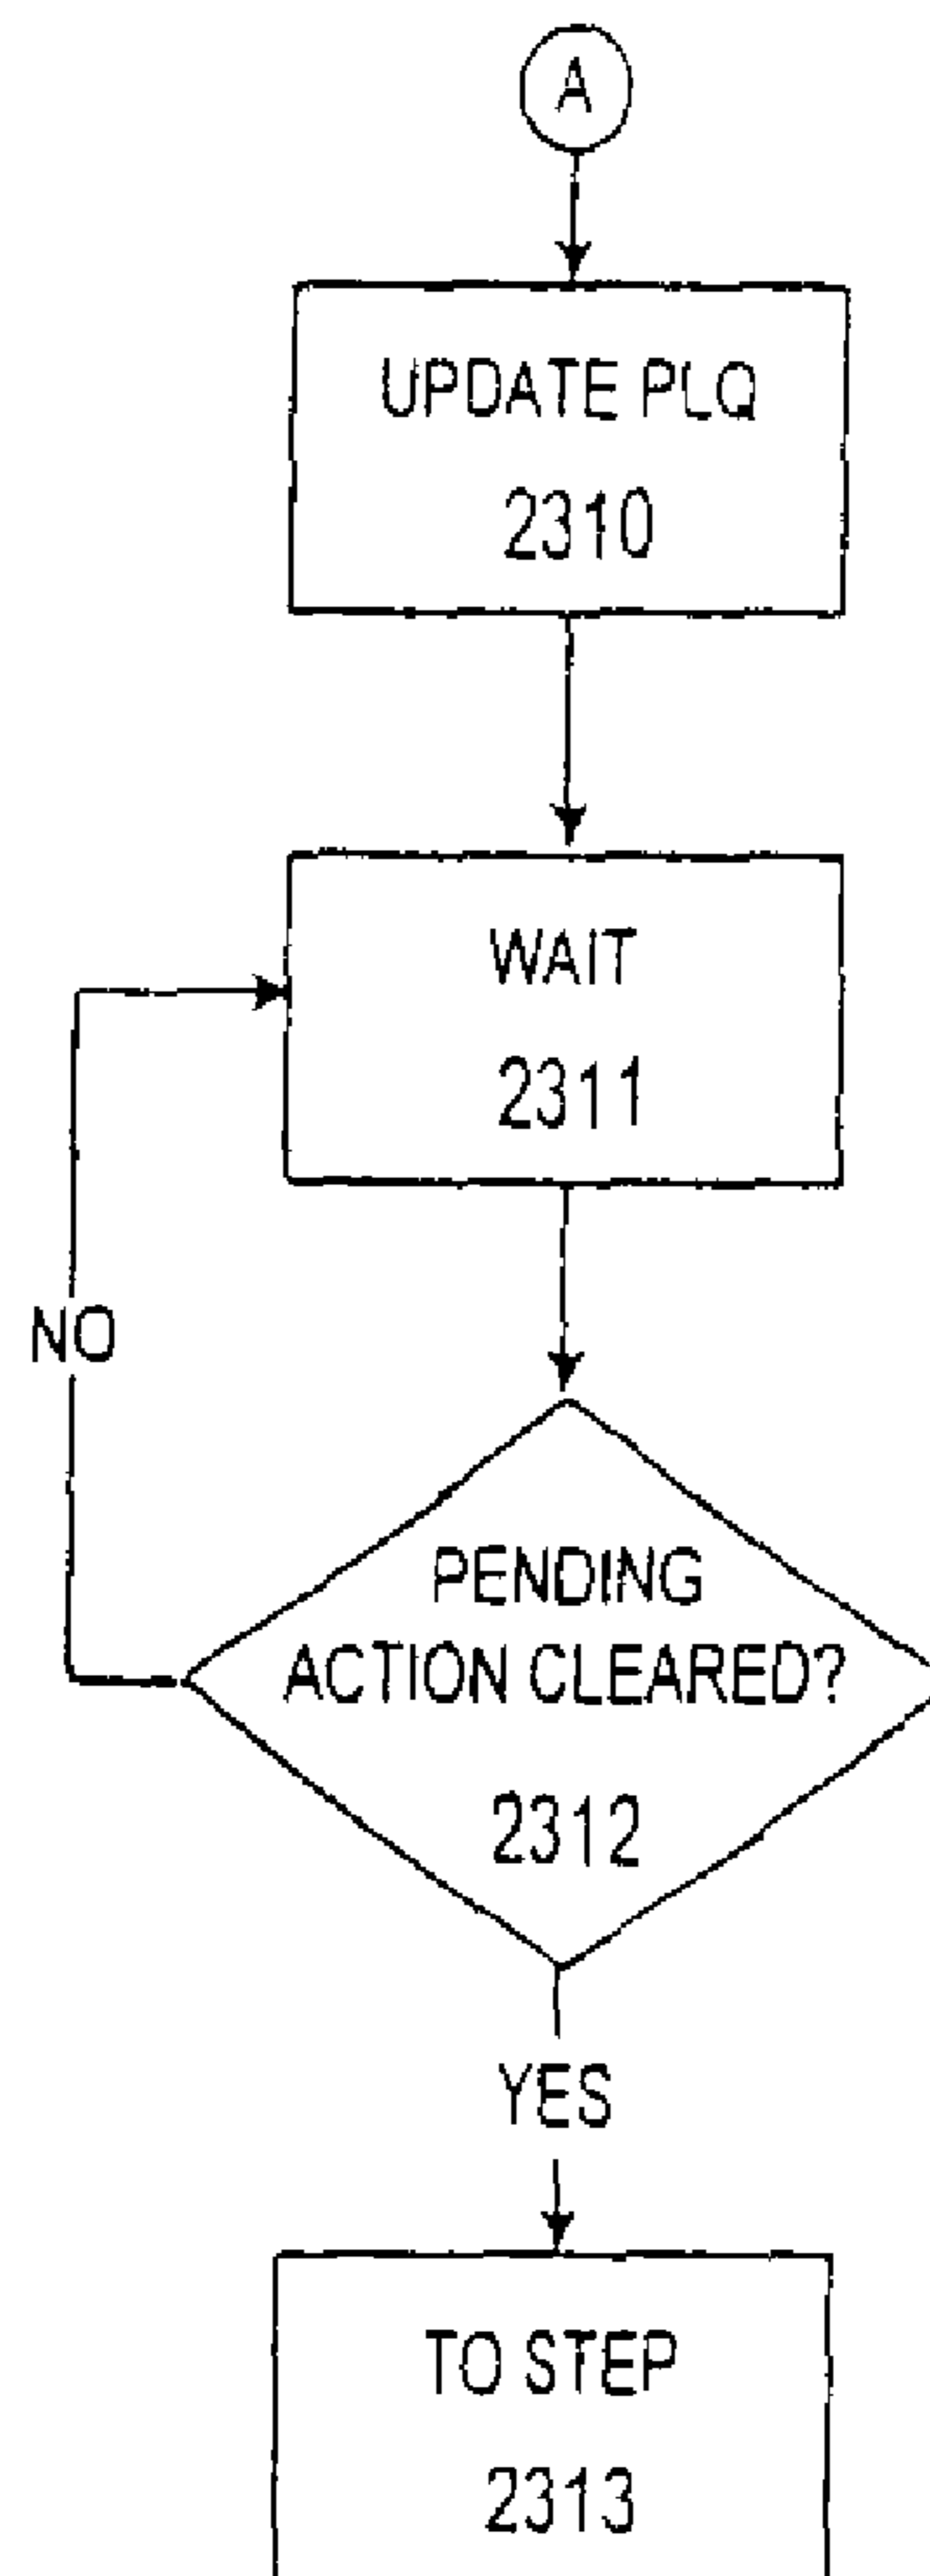 A
UPDATE PLQ
2310
WAIT
2311
NO
PENDING
ACTION CLEARED?
2312
YES
TO STEP
2313